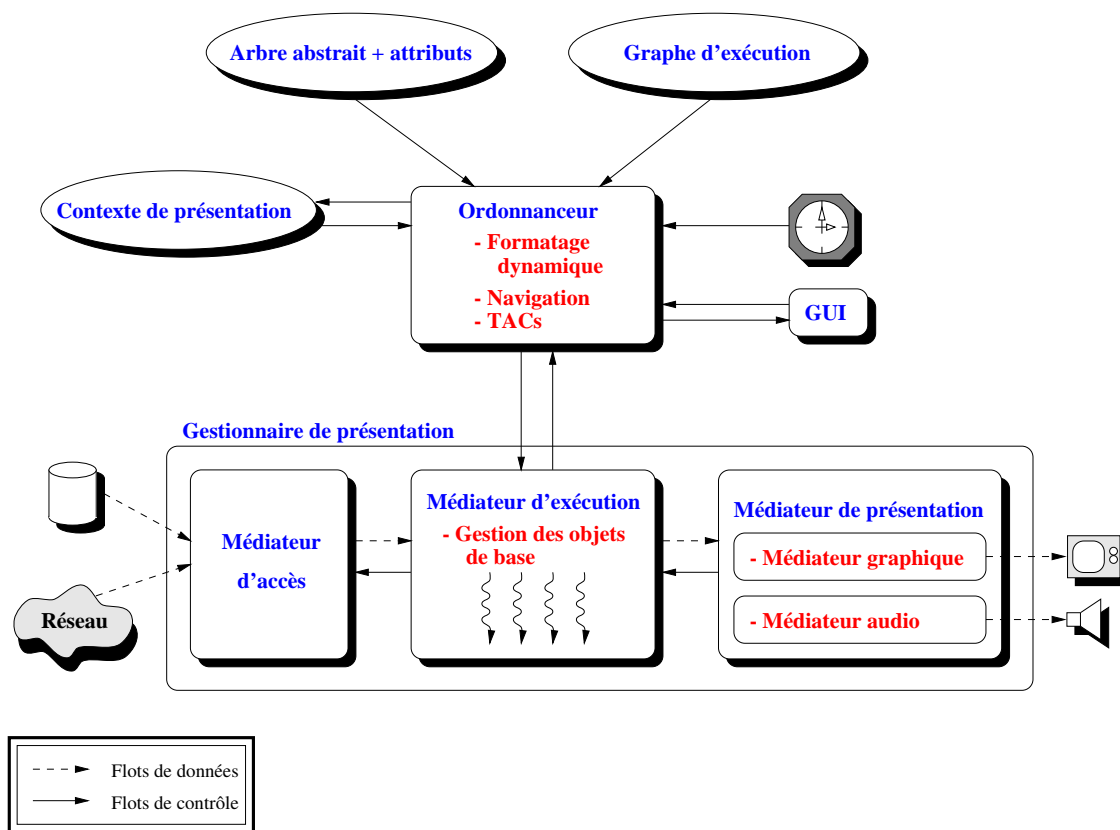 Arbre abstrait + attributs
Graphe d'exécution
Contexte de présentation
Ordonnanceur
- Formatage
dynamique
- Navigation
- TACs
GUI
Gestionnaire de présentation
Médiateur
d'accès
Médiateur d'exécution
- Gestion des objets
de base
Médiateur de présentation
- Médiateur graphique
- Médiateur audio
Réseau
Flots de données
Flots de contrôle